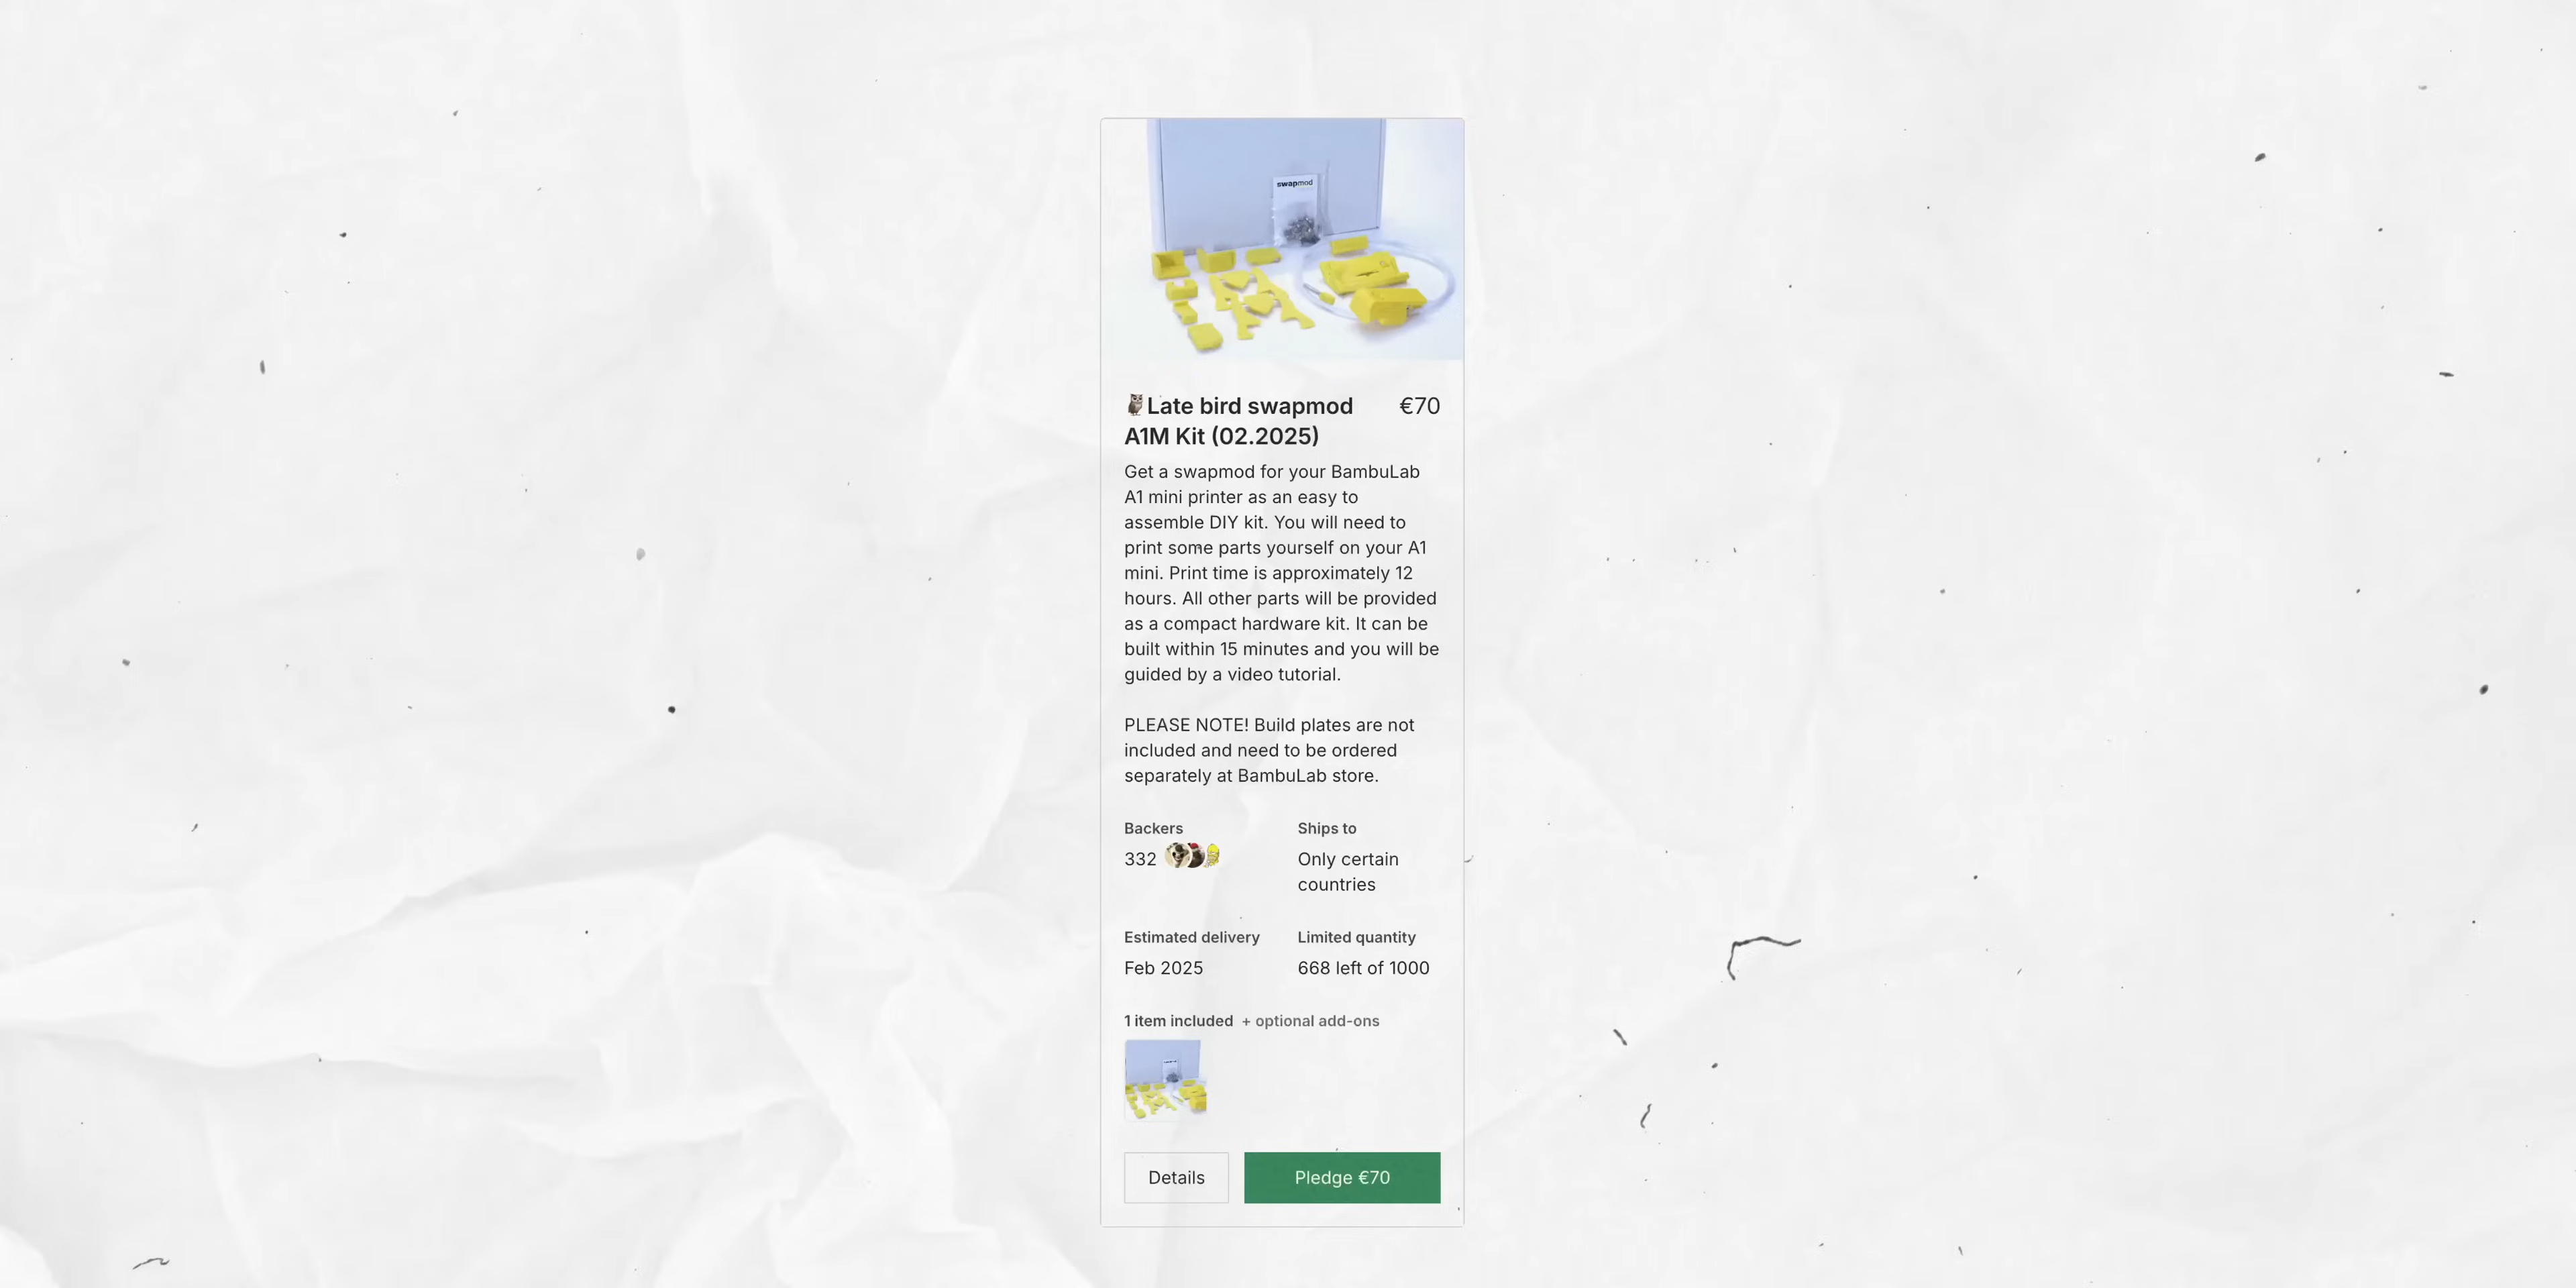 swapmod
🦉Late bird swapmod €70
A1M Kit (02.2025)
Get a swapmod for your BambuLab
A1 mini printer as an easy to
assemble DIY kit. You will need to
print some parts yourself on your A1
mini. Print time is approximately 12
hours. All other parts will be provided
as a compact hardware kit. It can be
built within 15 minutes and you will be
guided by a video tutorial.
PLEASE NOTE! Build plates are not
included and need to be ordered
separately at BambuLab store.
Backers
332
Ships to
Only certain
countries
Estimated delivery
Feb 2025
Limited quantity
668 left of 1000
1 item included + optional add-ons
Details
Pledge €70